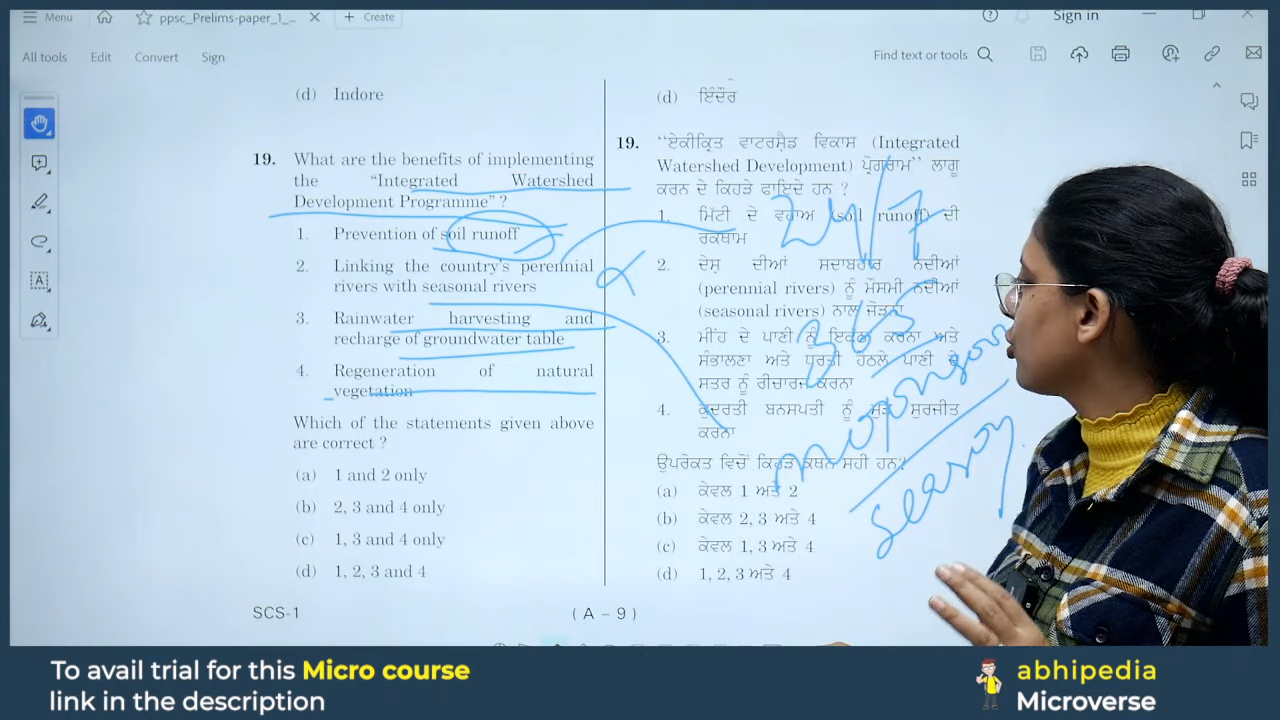 Menu
ppsc_Prelims-paper_1_...
Create
Sign in
All tools Edit Convert Sign
Find text or tools
(d) Indore
19. What are the benefits of implementing
the "Integrated Watershed
Development Programme" ?
1. Prevention of soil runoff
2. Linking the country's perennial
rivers with seasonal rivers
3. Rainwater harvesting and
recharge of groundwater table
4. Regeneration of natural
vegetation
Which of the statements given above
are correct ?
(a) 1 and 2 only
(b) 2, 3 and 4 only
(c) 1, 3 and 4 only
(d) 1, 2, 3 and 4
SCS-1
( A – 9 )
(d) ਇੰਦੌਰ
19. ‘‘ਏਕੀਕ੍ਰਿਤ ਵਾਟਰਸ਼ੈਡ ਵਿਕਾਸ (Integrated
Watershed Development) ਪ੍ਰੋਗਰਾਮ’’ ਲਾਗੂ
ਕਰਨ ਦੇ ਕਿਹੜੇ ਫਾਇਦੇ ਹਨ ?
1. ਮਿੱਟੀ ਦੇ ਵਹਾਅ (soil runoff) ਦੀ
ਰੋਕਥਾਮ
2. ਦੇਸ਼ ਦੀਆਂ ਸਦਾਬਹਾਰ ਨਦੀਆਂ
(perennial rivers) ਨੂੰ ਮੌਸਮੀ ਨਦੀਆਂ
(seasonal rivers) ਨਾਲ ਜੋੜਨਾ
3. ਮੀਂਹ ਦੇ ਪਾਣੀ ਨੂੰ ਇਕੱਠਾ ਕਰਨਾ ਅਤੇ
ਸੰਭਾਲਣਾ ਅਤੇ ਧਰਤੀ ਹੇਠਲੇ ਪਾਣੀ ਦੇ
ਸਤਰ ਨੂੰ ਰੀਚਾਰਜ ਕਰਨਾ
4. ਕੁਦਰਤੀ ਬਨਸਪਤੀ ਨੂੰ ਮੁੜ ਸੁਰਜੀਤ
ਕਰਨਾ
ਉਪਰੋਕਤ ਵਿਚੋਂ ਕਿਹੜੇ ਕਥਨ ਸਹੀ ਹਨ ?
(a) ਕੇਵਲ 1 ਅਤੇ 2
(b) ਕੇਵਲ 2, 3 ਅਤੇ 4
(c) ਕੇਵਲ 1, 3 ਅਤੇ 4
(d) 1, 2, 3 ਅਤੇ 4
24/7
365
To avail trial for this Micro course
link in the description
abhipedia
Microverse